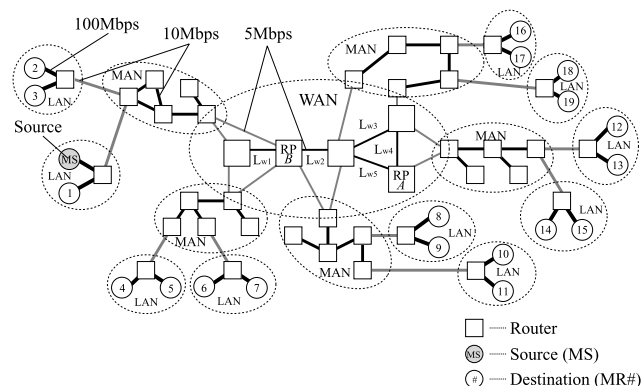 100Mbps
10Mbps
5Mbps
MAN
16
17
LAN
2
3
LAN
MAN
18
LAN
19
WAN
Source
MS
LAN
1
Lw1
RP
B
Lw2
Lw3
Lw4
Lw5
RP
A
MAN
12
LAN
13
MAN
LAN
14
15
8
LAN
9
MAN
10
LAN
11
4
5
LAN
6
7
LAN
Router
MS Source (MS)
# Destination (MR#)